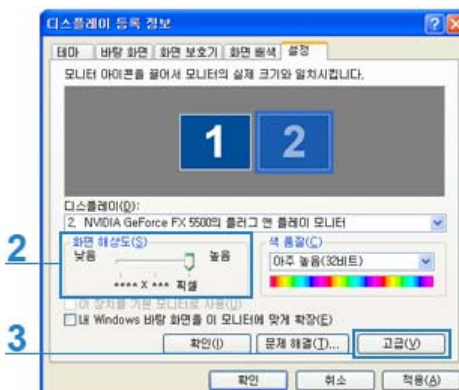 디스플레이 등록 정보
테마 바탕 화면 화면 보호기 화면 배색 설정
모니터 아이콘을 끌어서 모니터의 실제 크기와 일치시킵니다.
1 2
디스플레이(D):
2. NVIDIA GeForce FX 5500의 플러그 앤 플레이 모니터
2
화면 해상도(S)
낮음 높음
**** X *** 픽셀
색 품질(C)
아주 높음(32비트)
이 장치를 기본 모니터로 사용(U)
내 Windows 바탕 화면을 이 모니터에 맞게 확장(E)
3
확인(I) 문제 해결(T)... 고급(V)
확인 취소 적용(A)